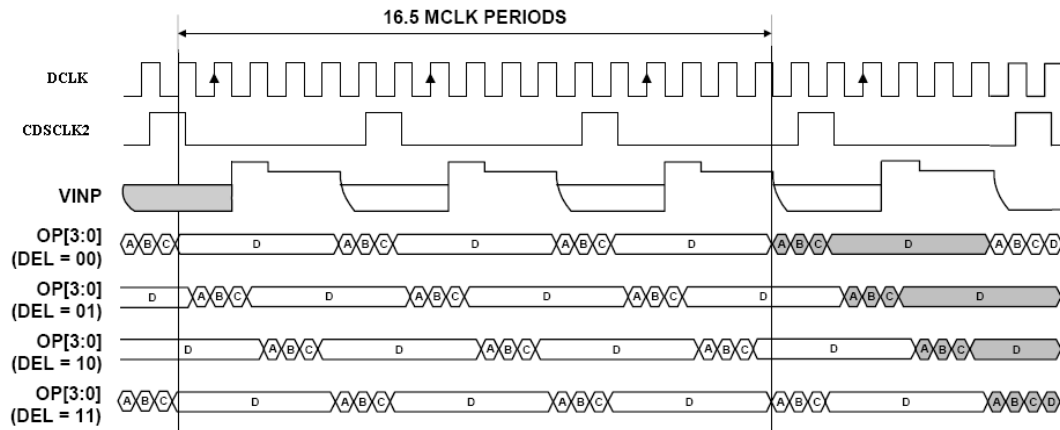 16.5 MCLK PERIODS
DCLK
CDSCLK2
VINP
OP[3:0] A B C D A B C D A B C D A B C D A B C D
(DEL = 00)
OP[3:0] D A B C D A B C D A B C D A B C D
(DEL = 01)
OP[3:0] D A B C D A B C D A B C D A B C D
(DEL = 10)
OP[3:0] A B C D A B C D A B C D A B C D A B C D
(DEL = 11)